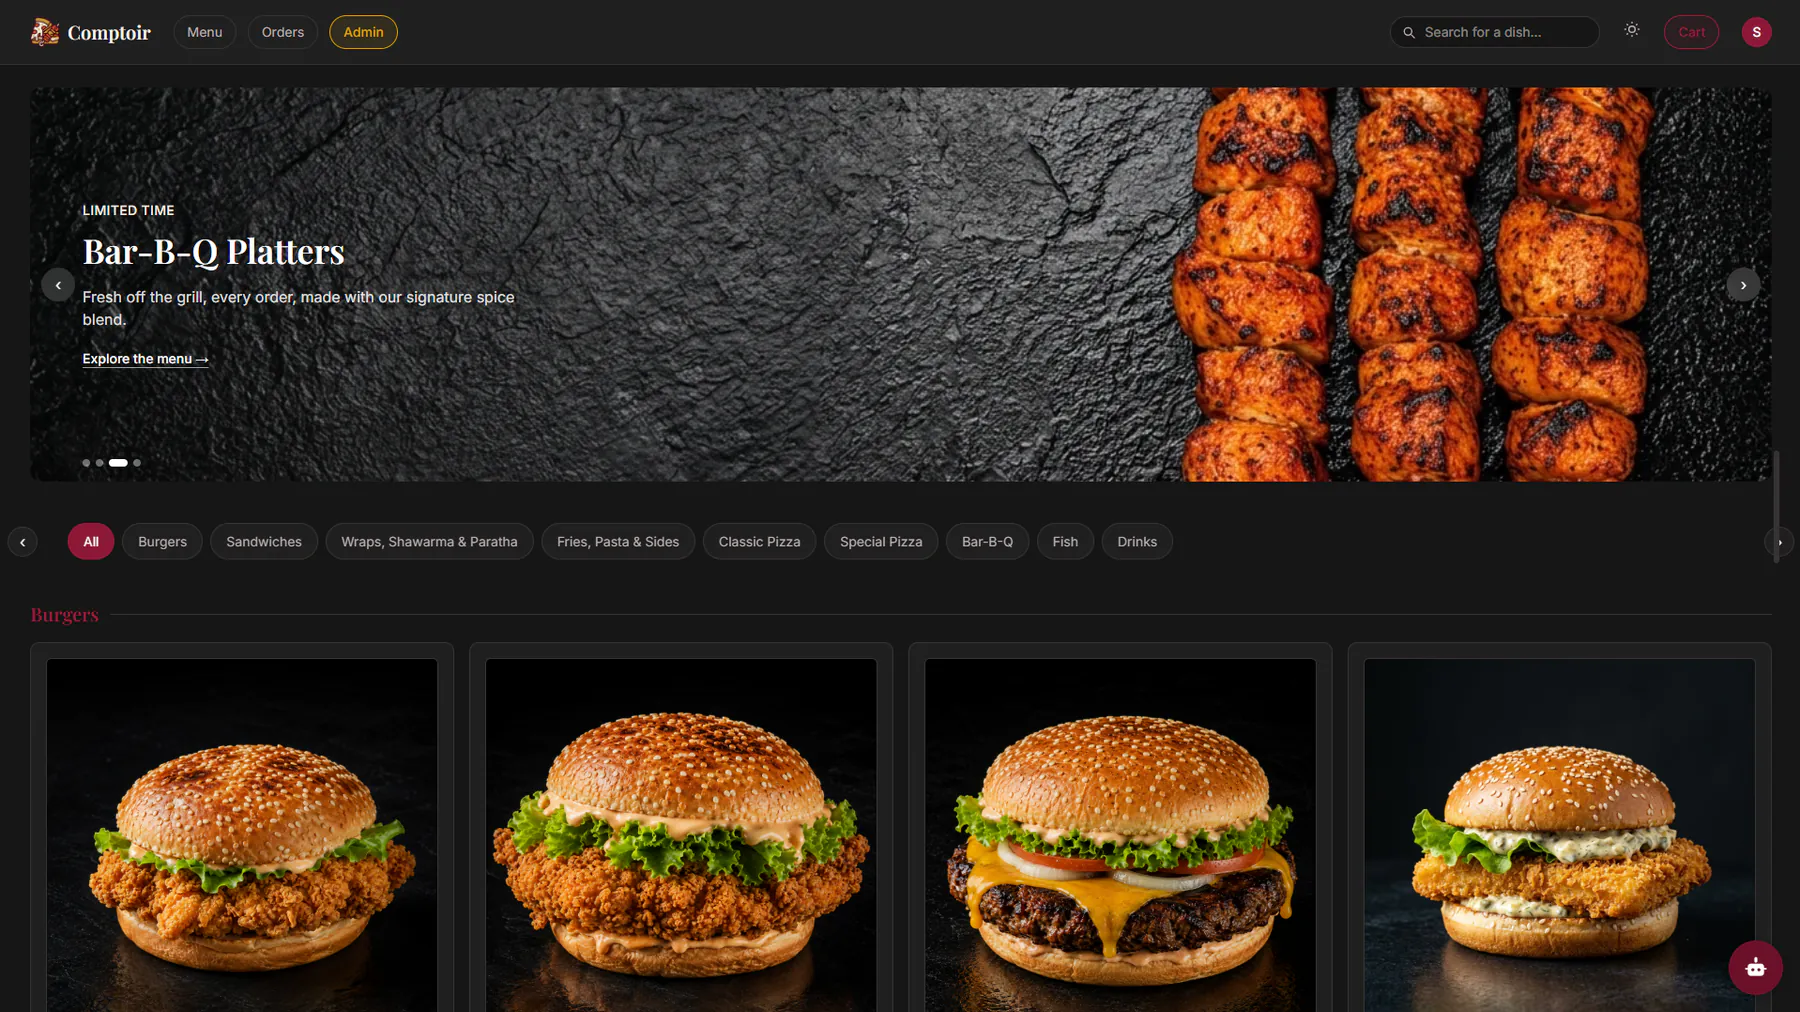 Comptoir
Menu
Orders
Admin
Search for a dish...
Cart
S
LIMITED TIME
Bar-B-Q Platters
Fresh off the grill, every order, made with our signature spice
blend.
Explore the menu →
All
Burgers
Sandwiches
Wraps, Shawarma & Paratha
Fries, Pasta & Sides
Classic Pizza
Special Pizza
Bar-B-Q
Fish
Drinks
Burgers